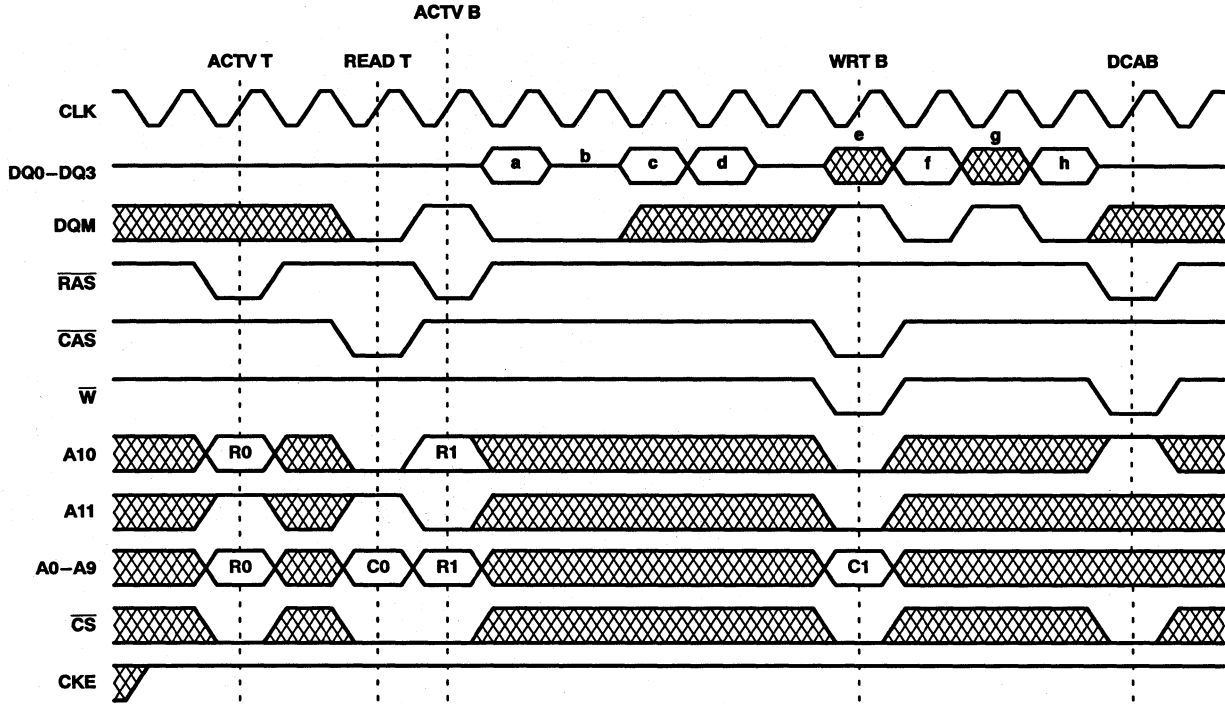 ACTV B
ACTV T READ T WRT B DCAB
CLK
e g
DQ0–DQ3 a b c d f h
DQM
RAS
CAS
W
A10 R0 R1
A11
A0–A9 R0 C0 R1 C1
CS
CKE